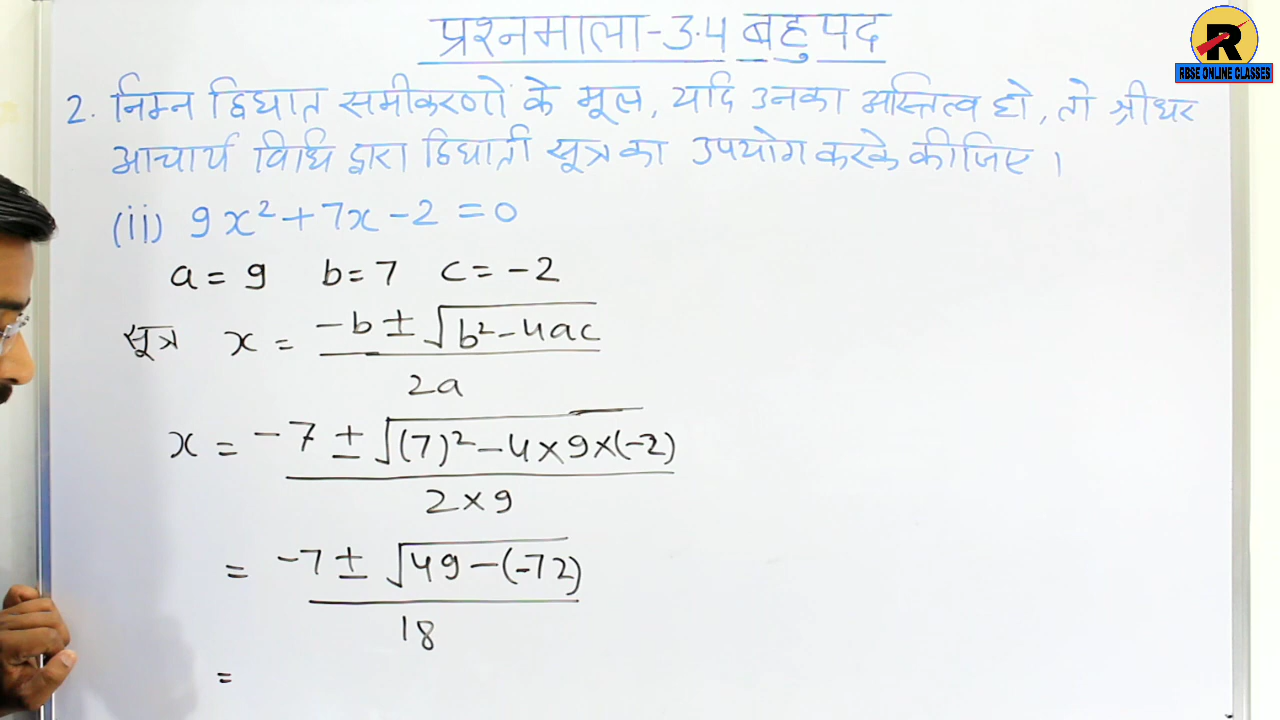 प्रश्नमाला-3.4 बहुपद
R
RBSE ONLINE CLASSES
2. निम्न द्विघात समीकरणों के मूल, यदि उनका अस्तित्व हो, तो श्रीधर
आचार्य विधि द्वारा द्विघाती सूत्र का उपयोग करके कीजिए ।
(ii) 9x² + 7x - 2 = 0
a = 9 b = 7 c = -2
सूत्र x = (-b ± √(b² - 4ac)) / 2a
x = (-7 ± √((7)² - 4 × 9 × (-2))) / 2 × 9
= (-7 ± √(49 - (-72))) / 18
=